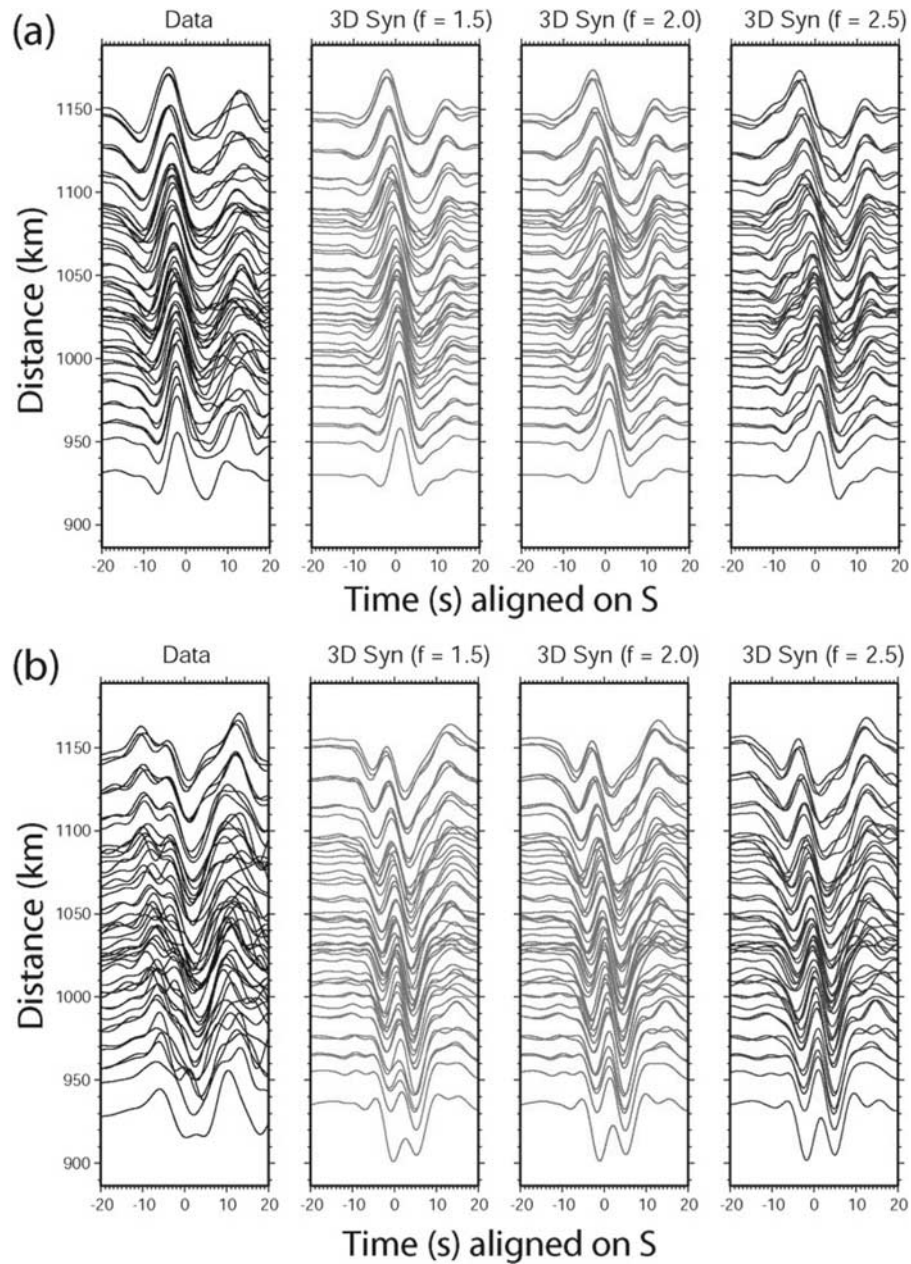 (a)
Data 3D Syn (f = 1.5) 3D Syn (f = 2.0) 3D Syn (f = 2.5)
Distance (km)
1150
1100
1050
1000
950
900
-20 -10 0 10 20 -20 -10 0 10 20 -20 -10 0 10 20 -20 -10 0 10 20
Time (s) aligned on S
(b)
Data 3D Syn (f = 1.5) 3D Syn (f = 2.0) 3D Syn (f = 2.5)
Distance (km)
1150
1100
1050
1000
950
900
-20 -10 0 10 20 -20 -10 0 10 20 -20 -10 0 10 20 -20 -10 0 10 20
Time (s) aligned on S